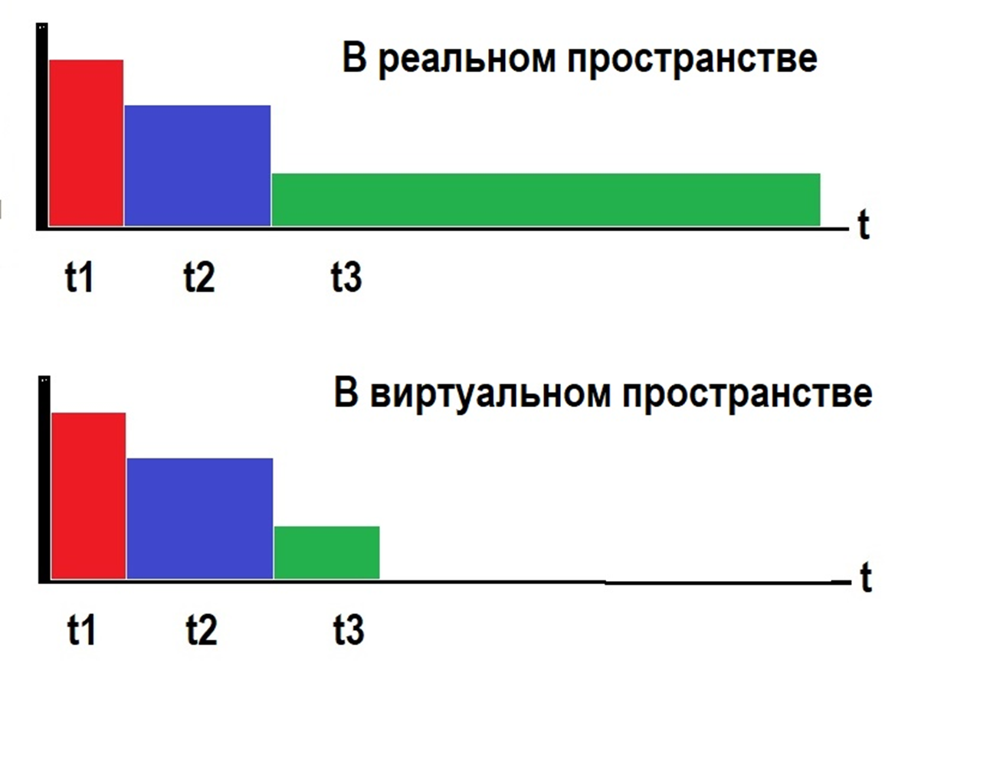 В реальном пространстве
t
t1 t2 t3
В виртуальном пространстве
t
t1 t2 t3